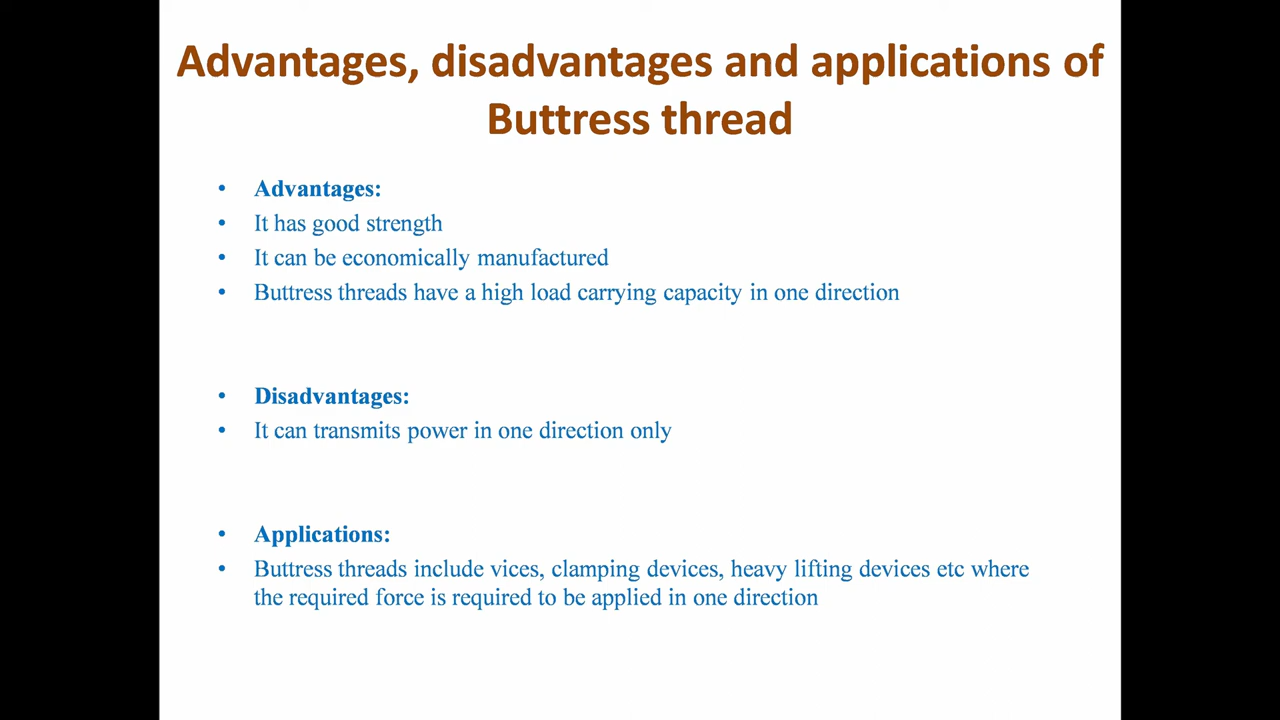 Advantages, disadvantages and applications of
Buttress thread
• Advantages:
• It has good strength
• It can be economically manufactured
• Buttress threads have a high load carrying capacity in one direction
• Disadvantages:
• It can transmits power in one direction only
• Applications:
• Buttress threads include vices, clamping devices, heavy lifting devices etc where
the required force is required to be applied in one direction